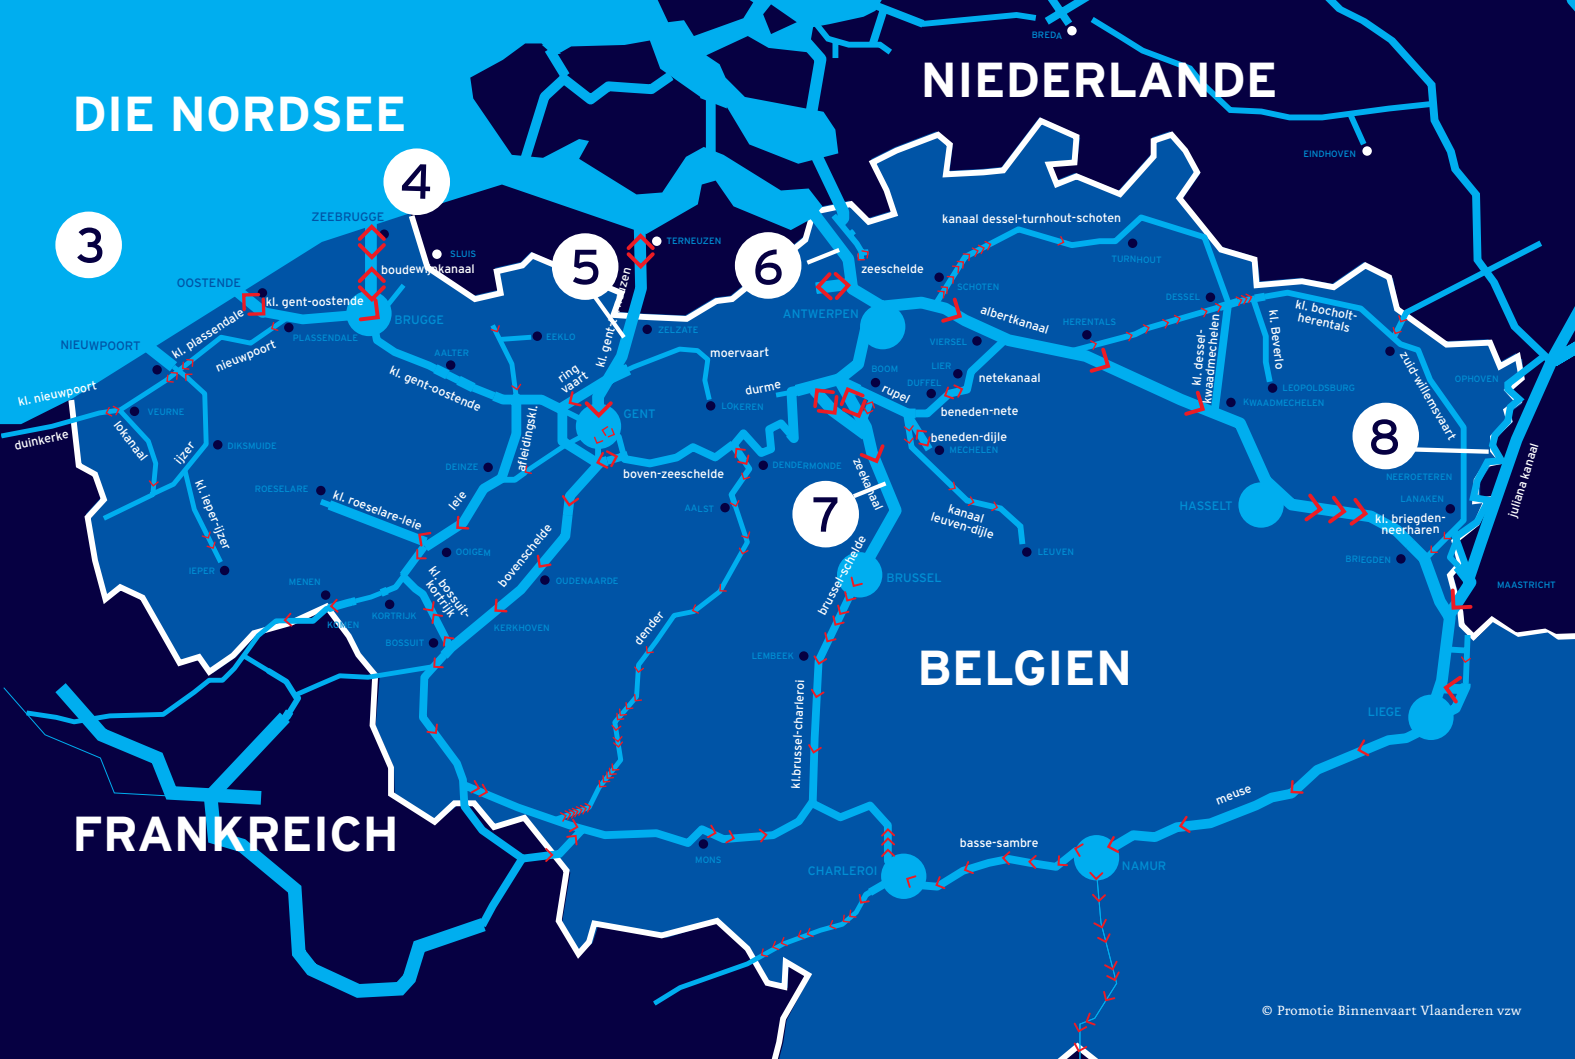 BREDA
NIEDERLANDE
DIE NORDSEE
EINDHOVEN
4
3
ZEEBRUGGE
SLUIS
TERNEUZEN
5
6
kanaal dessel-turnhout-schoten
TURNHOUT
boudewijnkanaal
zeeschelde
OOSTENDE
kl. gent-oostende
SCHOTEN
DESSEL
BRUGGE
ANTWERPEN
albertkanaal
HERENTALS
kl. bocholt-
herentals
kl. plassendale
nieuwpoort
PLASSENDALE
NIEUWPOORT
EEKLO
ZELZATE
VIERSEL
kl. Beverlo
kl. dessel-
kwaadmechelen
AALTER
kl. gent-oostende
ring
vaart
moervaart
BOOM
LIER
DUFFEL
netekanaal
durme
rupel
LEOPOLDSBURG
KWAADMECHELEN
OPHOVEN
zuid-willemsvaart
kl. nieuwpoort
duinkerke
VEURNE
lokanaal
LOKEREN
GENT
beneden-nete
beneden-dijle
MECHELEN
8
DIKSMUIDE
ijzer
afleidingskl.
DEINZE
boven-zeeschelde
DENDERMONDE
zeekanaal
brussel-schelde
NEEROETEREN
juliana kanaal
ROESELARE
kl. roeselare-leie
leie
AALST
7
kanaal
leuven-dijle
HASSELT
LANAKEN
kl. briegden-
neerharen
kl. ieper-ijzer
OOIGEM
bovenschelde
LEUVEN
BRIEGDEN
IEPER
MENEN
kl. bossuit-
kortrijk
OUDENAARDE
BRUSSEL
MAASTRICHT
KORTRIJK
KOMEN
KERKHOVEN
dender
BOSSUIT
LEMBEEK
BELGIEN
kl.brussel-charleroi
LIEGE
meuse
FRANKREICH
MONS
basse-sambre
CHARLEROI
NAMUR
© Promotie Binnenvaart Vlaanderen vzw